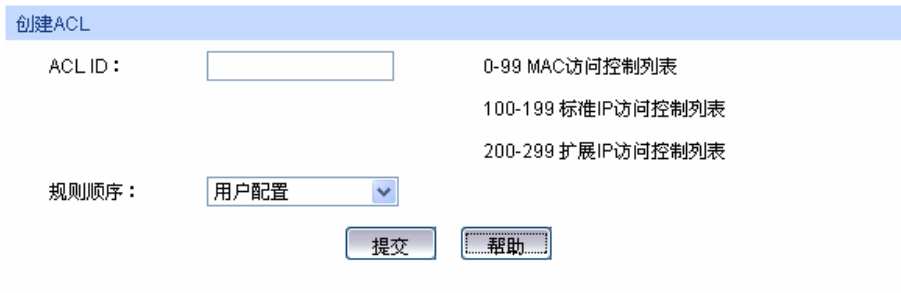 创建ACL
ACL ID： 0-99 MAC访问控制列表
100-199 标准IP访问控制列表
200-299 扩展IP访问控制列表
规则顺序： 用户配置
提交 帮助